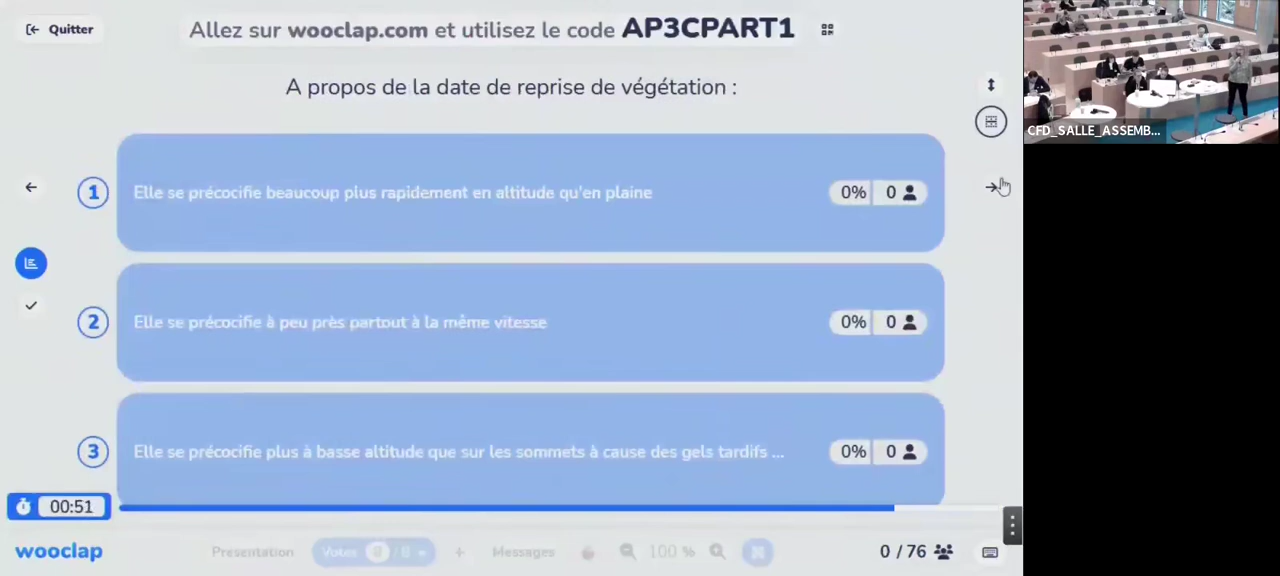 Quitter
Allez sur wooclap.com et utilisez le code AP3CPART1
A propos de la date de reprise de végétation :
1 Elle se précocifie beaucoup plus rapidement en altitude qu'en plaine 0% 0
2 Elle se précocifie à peu près partout à la même vitesse 0% 0
3 Elle se précocifie plus à basse altitude que sur les sommets à cause des gels tardifs ... 0% 0
00:51
wooclap Presentation Votes / + Messages 100 % 0 / 76
CFD_SALLE_ASSEMB...